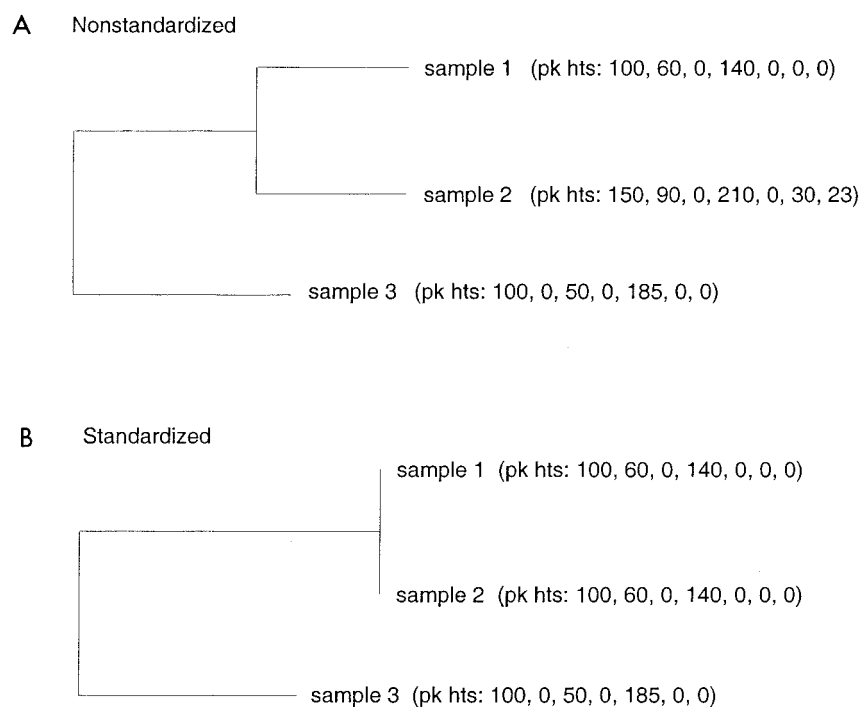 A Nonstandardized
sample 1 (pk hts: 100, 60, 0, 140, 0, 0, 0)
sample 2 (pk hts: 150, 90, 0, 210, 0, 30, 23)
sample 3 (pk hts: 100, 0, 50, 0, 185, 0, 0)
B Standardized
sample 1 (pk hts: 100, 60, 0, 140, 0, 0, 0)
sample 2 (pk hts: 100, 60, 0, 140, 0, 0, 0)
sample 3 (pk hts: 100, 0, 50, 0, 185, 0, 0)